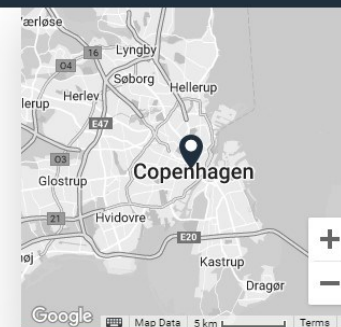 Værløse
Lyngby
16
O4
Søborg
Hellerup
Herlev
E47
O3
Copenhagen
Glostrup
21
Hvidovre
E20
Kastrup
Dragør
+
−
Google
Map Data
5 km
Terms